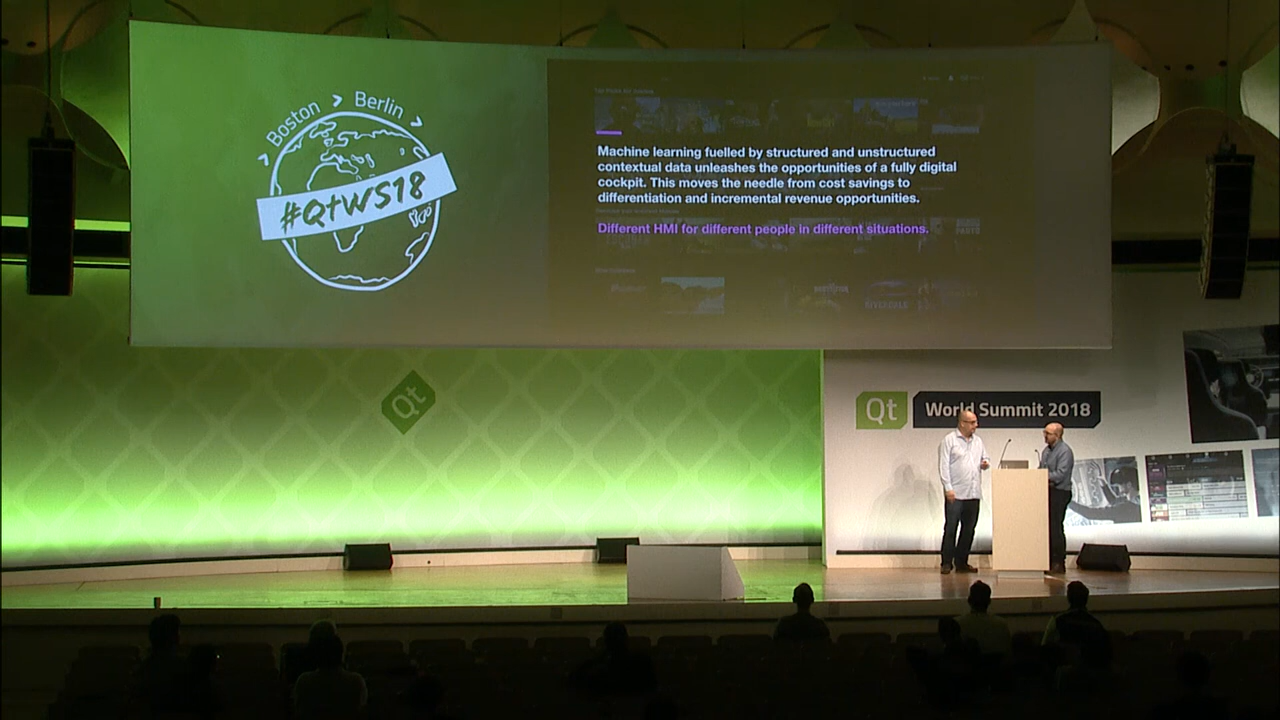 Boston > Berlin >
#QtWS18
Machine learning fuelled by structured and unstructured
contextual data unleashes the opportunities of a fully digital
cockpit. This moves the needle from cost savings to
differentiation and incremental revenue opportunities.
Different HMI for different people in different situations.
Qt
Qt World Summit 2018